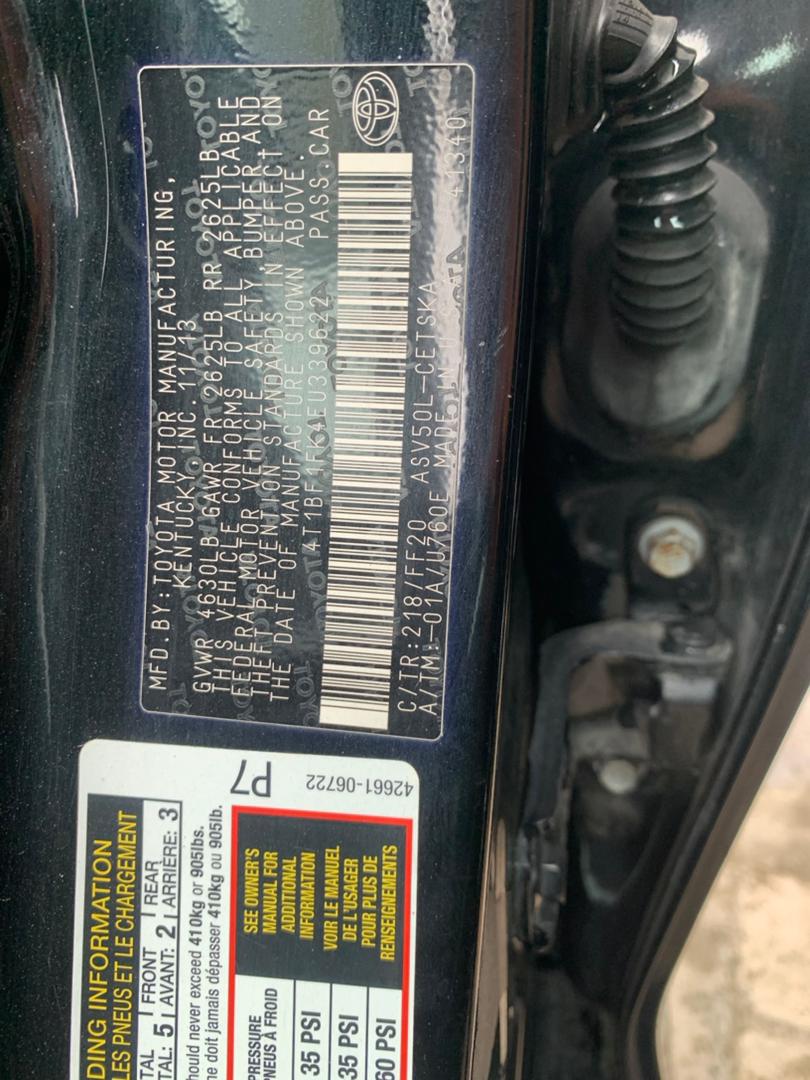 MFD.BY:TOYOTA MOTOR MANUFACTURING,
KENTUCKY,INC. 11/13
GVWR 4630LB GAWR FR 2625LB RR 2625LB
THIS VEHICLE CONFORMS TO ALL APPLICABLE
FEDERAL MOTOR VEHICLE SAFETY,BUMPER AND
THEFT PREVENTION STANDARDS IN EFFECT ON
THE DATE OF MANUFACTURE SHOWN ABOVE.
4T1BF1FK4EU339622 PASS.CAR
C/TR:218/FF20 ASV50L-CETSKA
A/TM:-01A/U760E MADE IN
P7
42661-06722
DING INFORMATION
LES PNEUS ET LE CHARGEMENT
TAL FRONT REAR
TAL: 5 AVANT: 2 ARRIÈRE: 3
hould never exceed 410kg or 905lbs.
ne doit jamais dépasser 410kg ou 905lb.
SEE OWNER'S
MANUAL FOR
ADDITIONAL
INFORMATION
VOIR LE MANUEL
DE L'USAGER
POUR PLUS DE
RENSEIGNEMENTS
PRESSURE
PNEUS À FROID
35 PSI
35 PSI
60 PSI